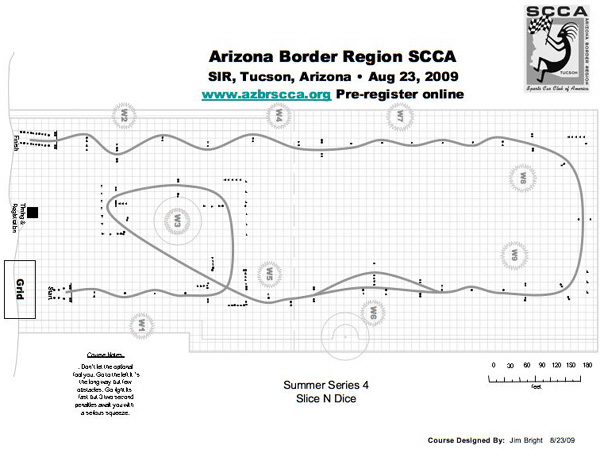 SCCA
ARIZONA BORDER REGION
TUCSON
Sports Car Club of America
Arizona Border Region SCCA
SIR, Tucson, Arizona • Aug 23, 2009
www.azbrscca.org Pre-register online
W2
W4
W7
Finish
W8
Timing &
Registration
W3
W9
W5
Grid
Start
W6
W1
Course Notes
. Don't let the optional
fool you. Go to the left it's
the long way but few
obstacles. Go right its
fast but 3 two second
penalties await you with
a serious squeeze.
0 30 60 90 120 150 180
feet
Summer Series 4
Slice N Dice
Course Designed By: Jim Bright 8/23/09